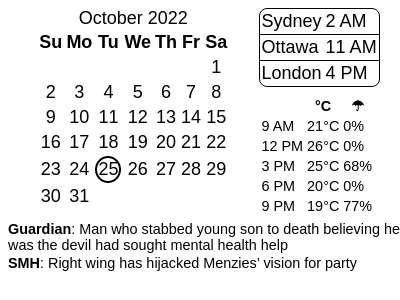 October 2022
Su Mo Tu We Th Fr Sa
1
2 3 4 5 6 7 8
9 10 11 12 13 14 15
16 17 18 19 20 21 22
23 24 25 26 27 28 29
30 31
Sydney 2 AM
Ottawa 11 AM
London 4 PM
°C ☂
9 AM 21°C 0%
12 PM 26°C 0%
3 PM 25°C 68%
6 PM 20°C 0%
9 PM 19°C 77%
Guardian: Man who stabbed young son to death believing he
was the devil had sought mental health help
SMH: Right wing has hijacked Menzies’ vision for party